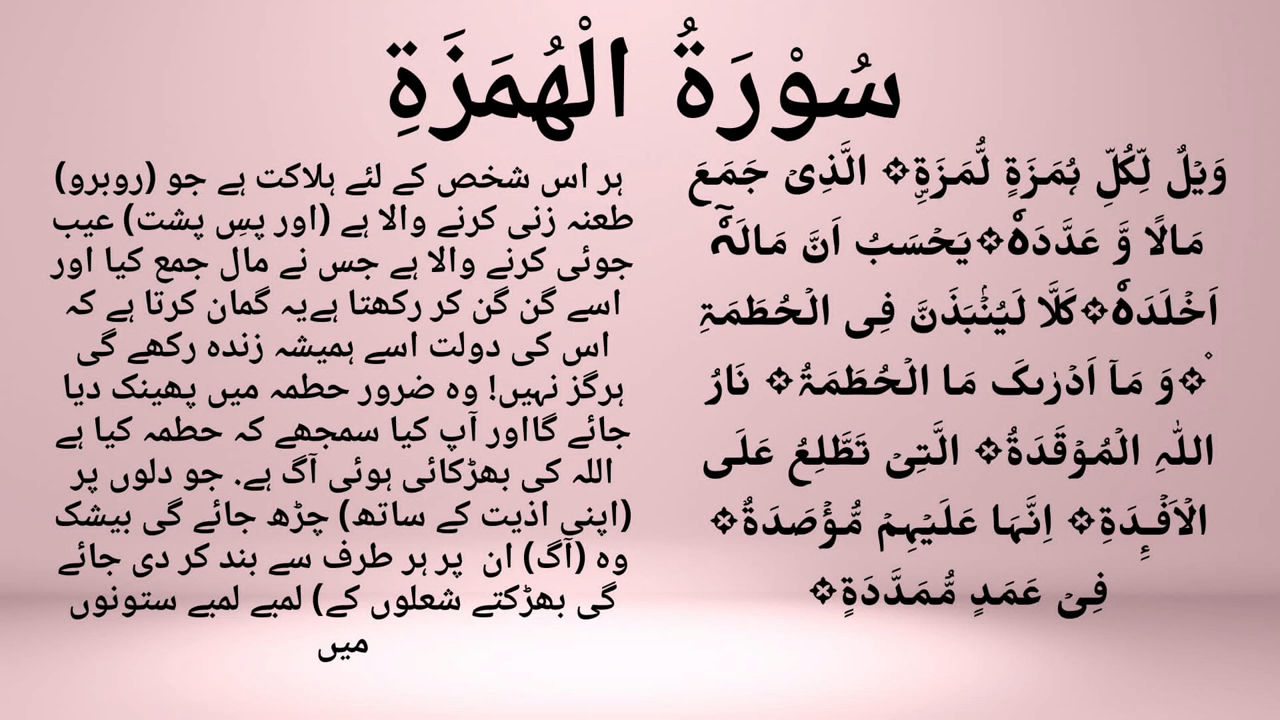 سُوْرَةُ الْهُمَزَةِ
وَيۡلٌ لِّكُلِّ ہُمَزَۃٍ لُّمَزَۃِۣ ۙ الَّذِیۡ جَمَعَ
مَالًا وَّ عَدَّدَہٗ ۙ یَحۡسَبُ اَنَّ مَالَہٗۤ
اَخۡلَدَہٗ ۚ کَلَّا لَیُنۡۢبَذَنَّ فِی الۡحُطَمَۃِ
۫ۖ وَ مَاۤ اَدۡرٰىکَ مَا الۡحُطَمَۃُ ؕ نَارُ
اللّٰہِ الۡمُوۡقَدَۃُ ۙ الَّتِیۡ تَطَّلِعُ عَلَی
الۡاَفۡـِٕدَۃِ ؕ اِنَّہَا عَلَیۡہِمۡ مُّؤۡصَدَۃٌ ۙ
فِیۡ عَمَدٍ مُّمَدَّدَۃٍ
ہر اس شخص کے لئے ہلاکت ہے جو (روبرو)
طعنہ زنی کرنے والا ہے (اور پسِ پشت) عیب
جوئی کرنے والا ہے جس نے مال جمع کیا اور
اسے گن گن کر رکھتا ہےیہ گمان کرتا ہے کہ
اس کی دولت اسے ہمیشہ زندہ رکھے گی
ہرگز نہیں! وہ ضرور حطمہ میں پھینک دیا
جائے گااور آپ کیا سمجھے کہ حطمہ کیا ہے
اللہ کی بھڑکائی ہوئی آگ ہے. جو دلوں پر
(اپنی اذیت کے ساتھ) چڑھ جائے گی بیشک
وہ (آگ) ان پر ہر طرف سے بند کر دی جائے
گی بھڑکتے شعلوں کے) لمبے لمبے ستونوں
میں